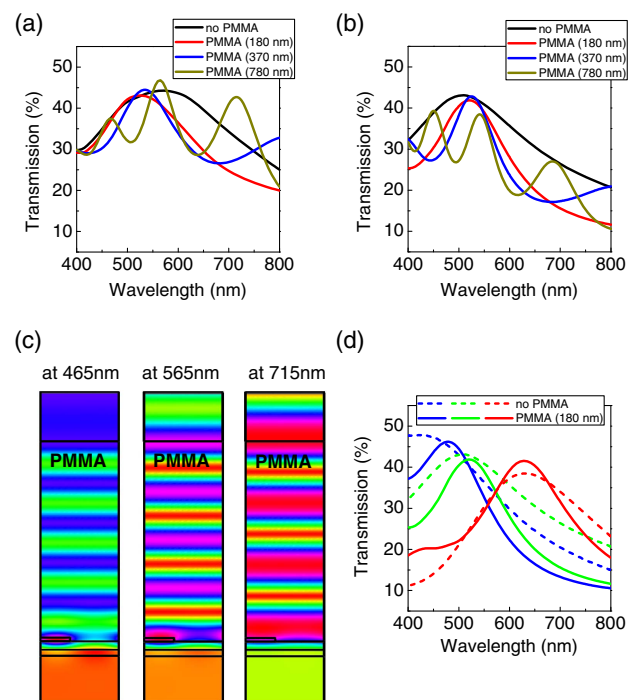 (a)
no PMMA
PMMA (180 nm)
PMMA (370 nm)
PMMA (780 nm)
50
40
30
20
10
Transmission (%)
400 500 600 700 800
Wavelength (nm)
(b)
no PMMA
PMMA (180 nm)
PMMA (370 nm)
PMMA (780 nm)
50
40
30
20
10
Transmission (%)
400 500 600 700 800
Wavelength (nm)
(c)
at 465nm at 565nm at 715nm
PMMA PMMA PMMA
(d)
no PMMA
PMMA (180 nm)
50
40
30
20
10
Transmission (%)
400 500 600 700 800
Wavelength (nm)